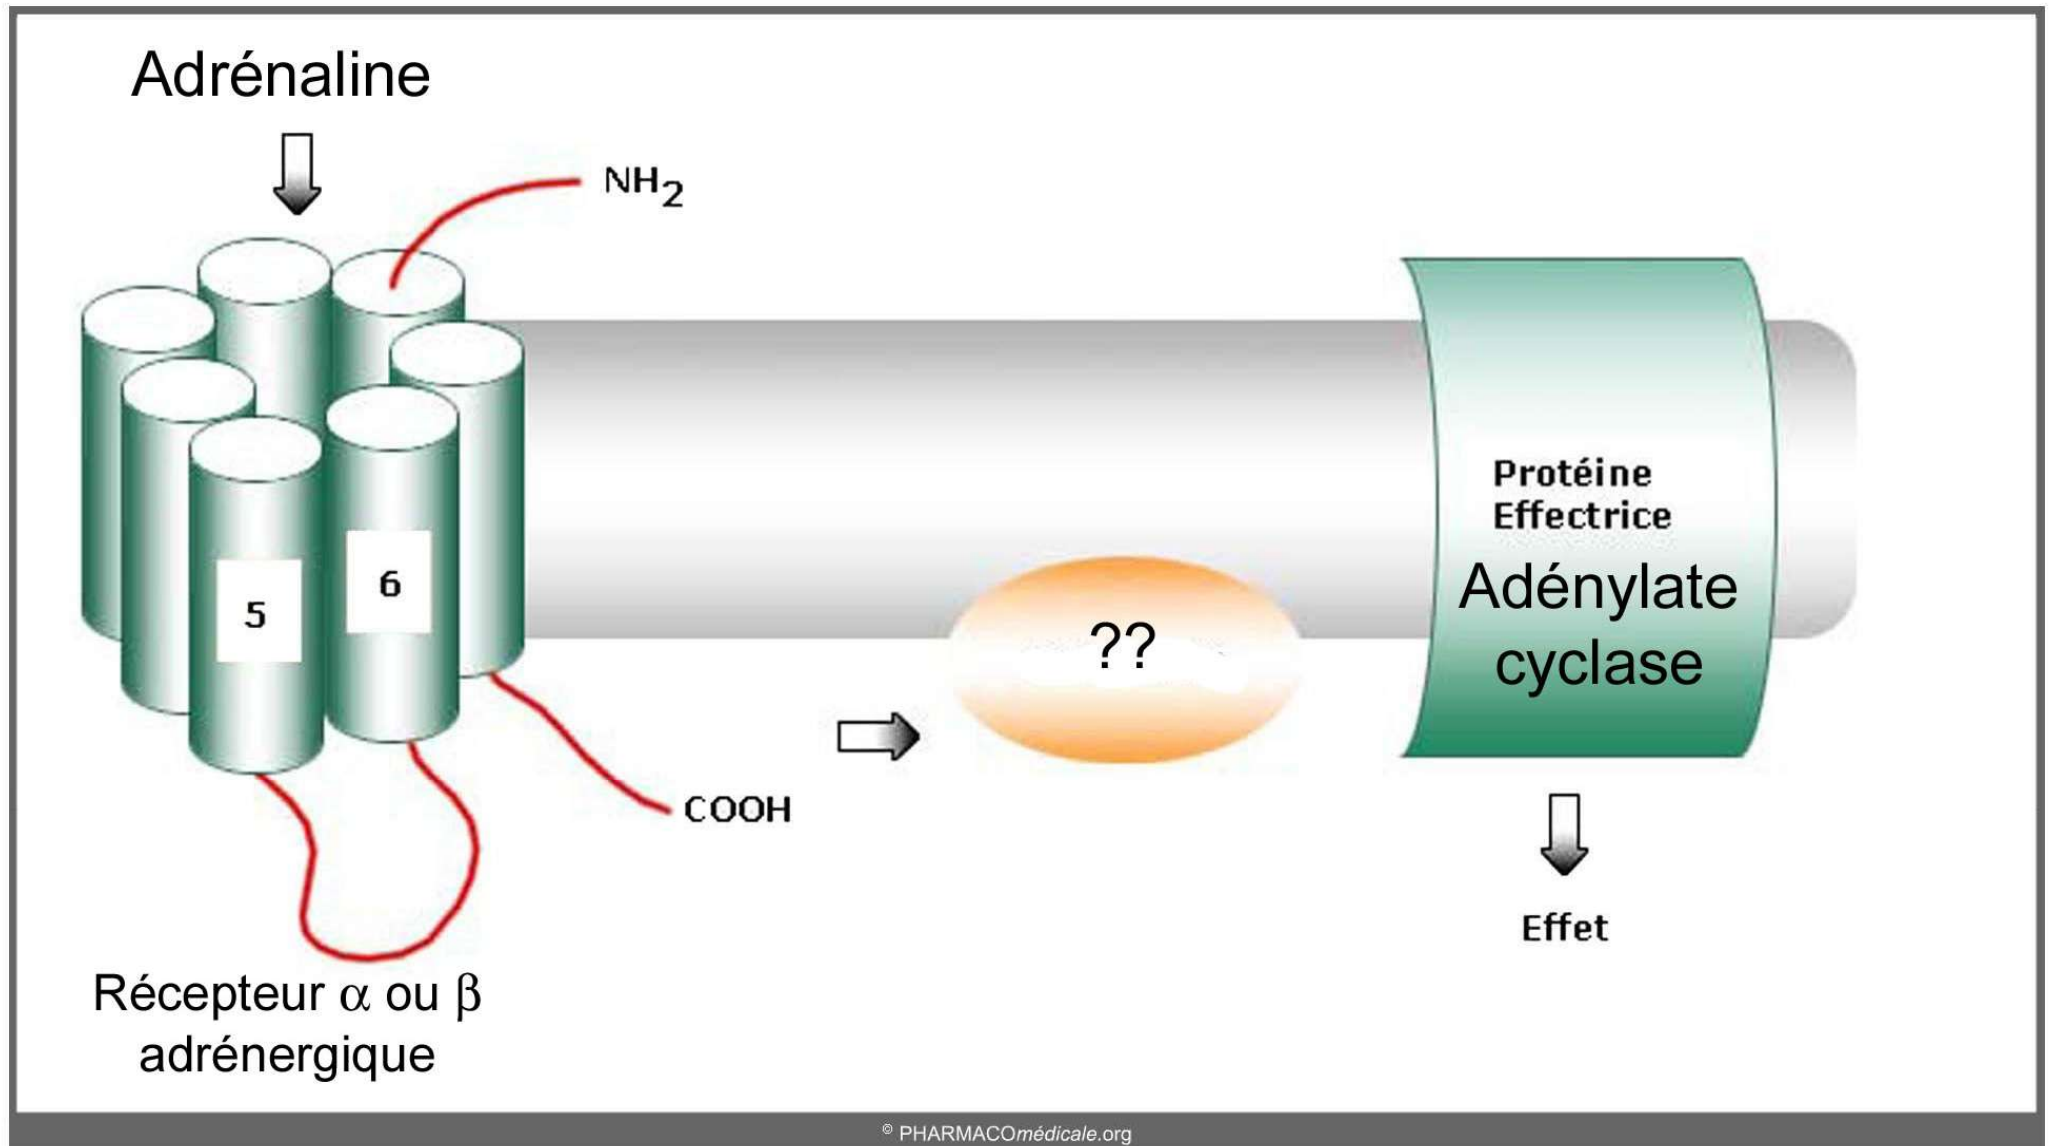 Adrénaline
NH2
5
6
??
Protéine
Effectrice
Adénylate
cyclase
COOH
Effet
Récepteur α ou β
adrénergique
© PHARMACOmédicale.org